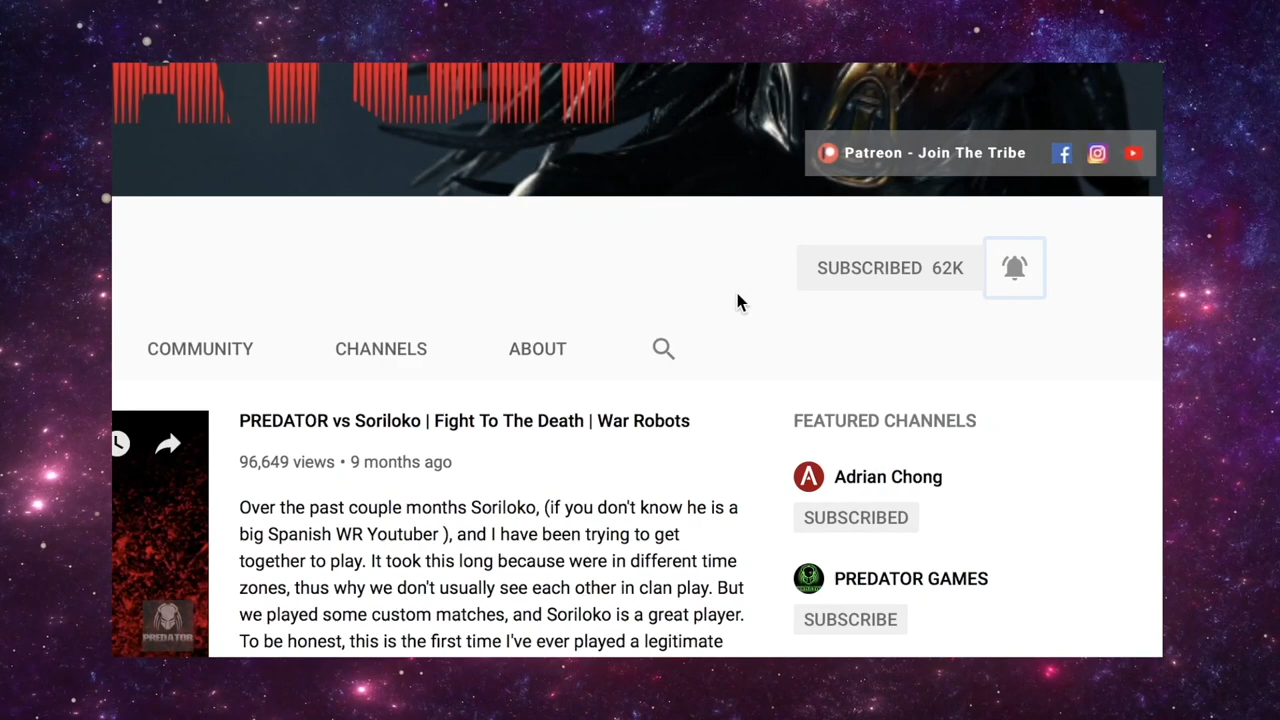 Patreon - Join The Tribe
SUBSCRIBED 62K
COMMUNITY CHANNELS ABOUT
PREDATOR vs Soriloko | Fight To The Death | War Robots
96,649 views • 9 months ago
Over the past couple months Soriloko, (if you don't know he is a
big Spanish WR Youtuber ), and I have been trying to get
together to play. It took this long because were in different time
zones, thus why we don't usually see each other in clan play. But
we played some custom matches, and Soriloko is a great player.
To be honest, this is the first time I've ever played a legitimate
PREDATOR
FEATURED CHANNELS
Adrian Chong
SUBSCRIBED
PREDATOR GAMES
SUBSCRIBE